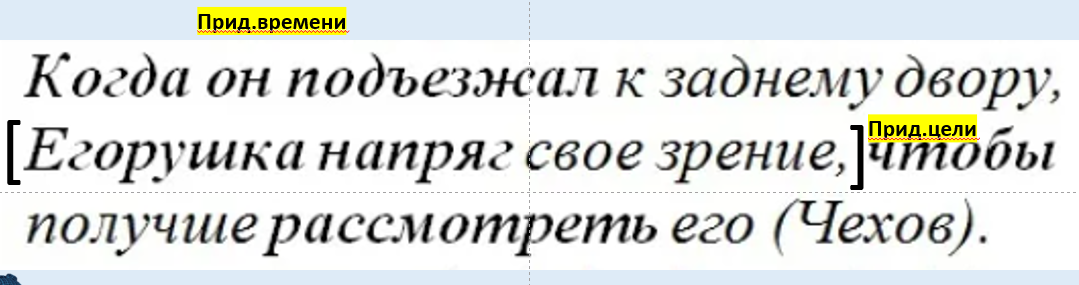 Прид.времени
Когда он подъезжал к заднему двору,
[Егорушка напряг свое зрение,] Прид.цели чтобы
получше рассмотреть его (Чехов).